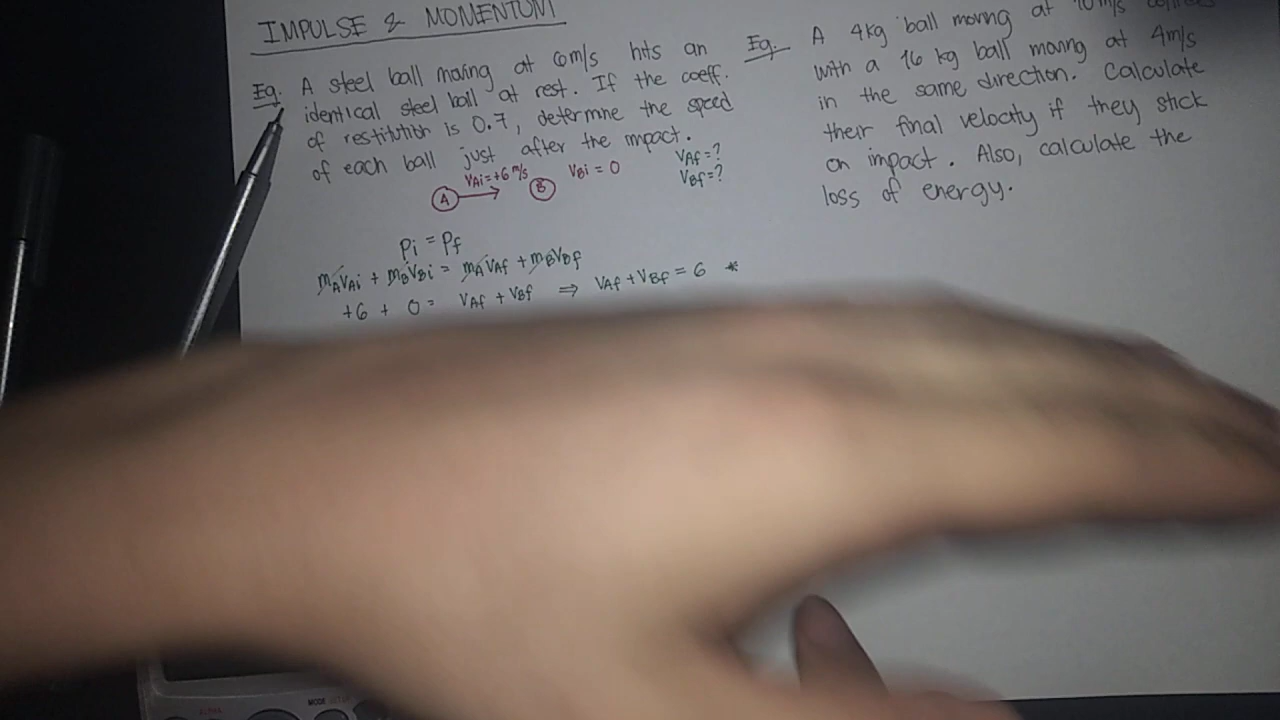 IMPULSE & MOMENTUM
Eg. A steel ball moving at 6m/s hits an
identical steel ball at rest. If the coeff.
of restitution is 0.7, determine the speed
of each ball just after the impact.
vAi=+6 m/s vBi = 0 vAf=?
A B vBf=?
Pi = Pf
mAvAi + mBvBi = mAvAf + mBvBf
+6 + 0 = vAf + vBf ⇒ vAf + vBf = 6 *
Eg. A 4kg ball moving at 10m/s
with a 16 kg ball moving at 4m/s
in the same direction. Calculate
their final velocity if they stick
on impact. Also, calculate the
loss of energy.
MODE